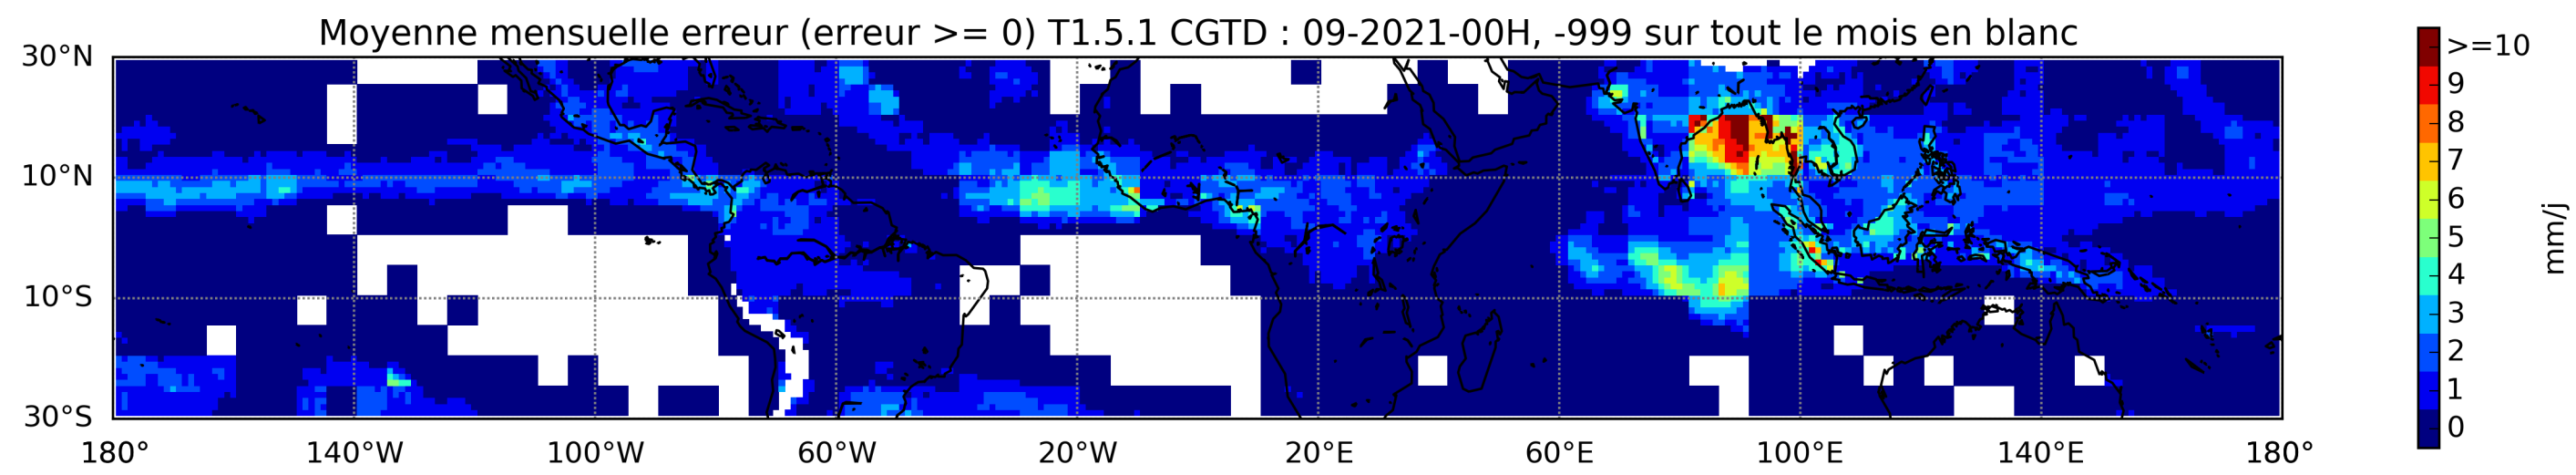 Moyenne mensuelle erreur (erreur >= 0) T1.5.1 CGTD : 09-2021-00H, -999 sur tout le mois en blanc
30°N
10°N
10°S
30°S
180° 140°W 100°W 60°W 20°W 20°E 60°E 100°E 140°E 180°
>=10
9
8
7
6
5
4
3
2
1
0
mm/j